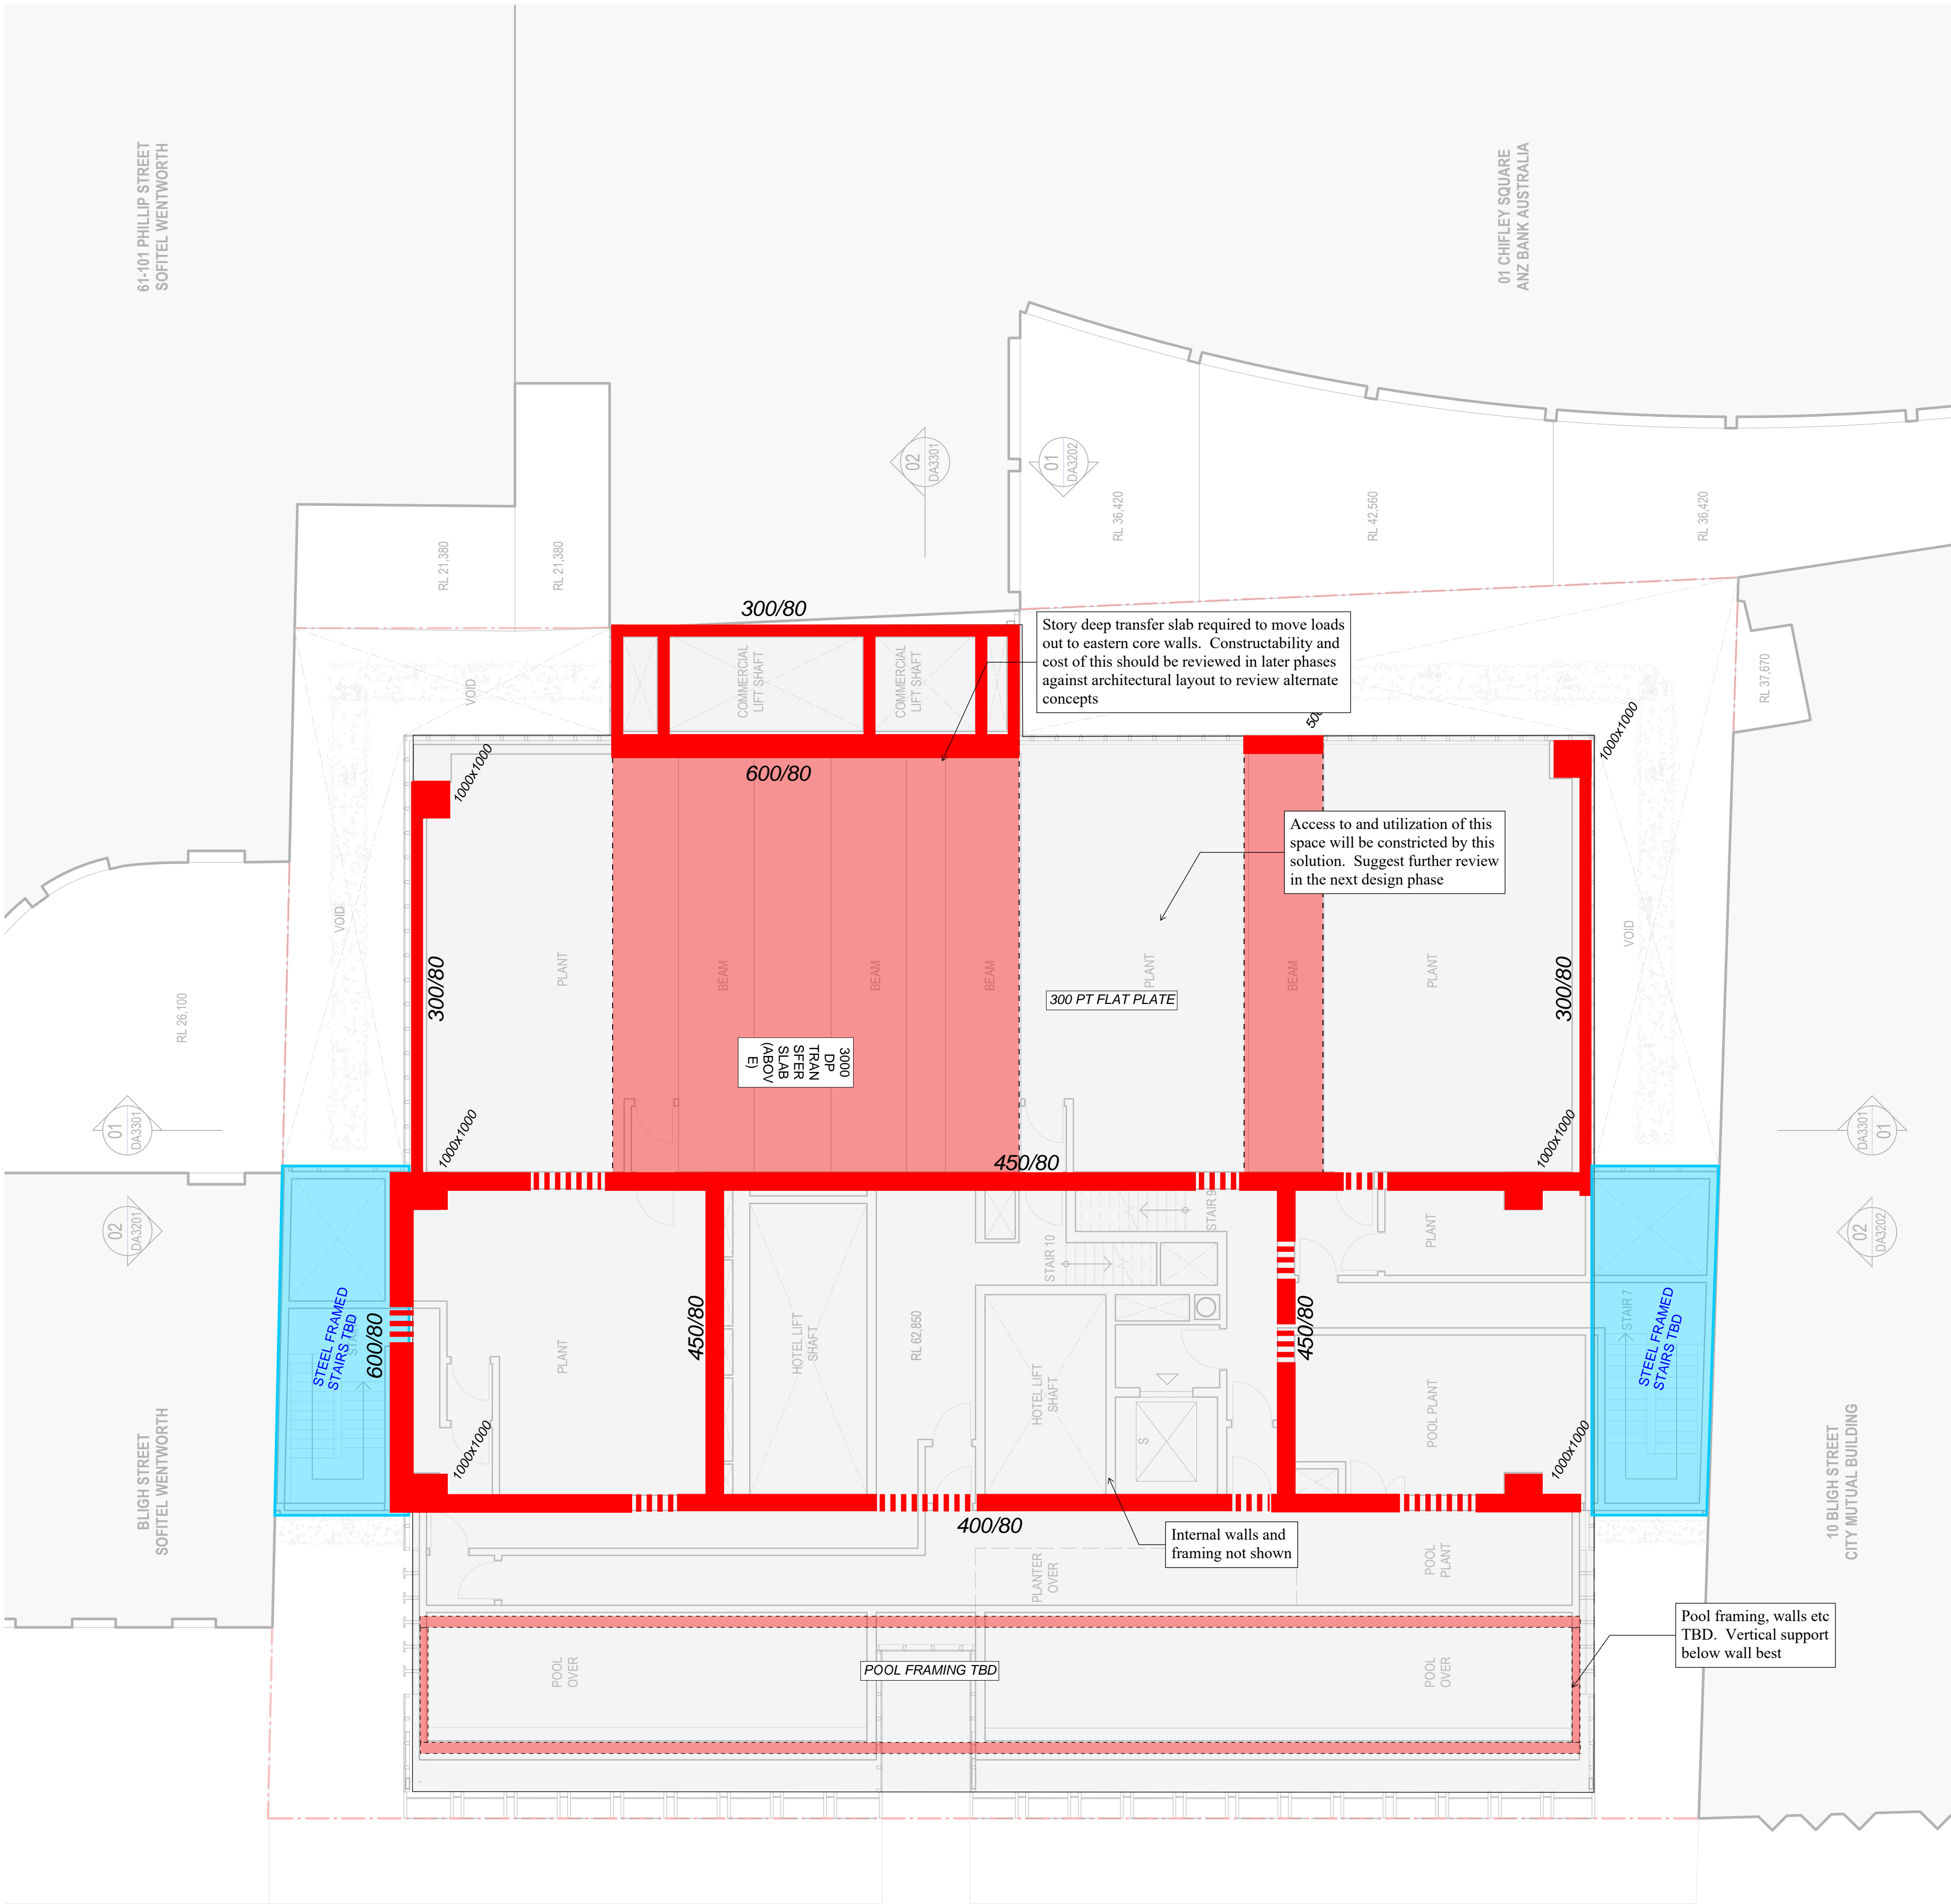 61-101 PHILLIP STREET
SOFITEL WENTWORTH
01 CHIFLEY SQUARE
ANZ BANK AUSTRALIA
02
DA3301
01
DA3202
RL 36,420
RL 42,560
RL 36,420
RL 21,380
RL 21,380
RL 37,670
300/80
Story deep transfer slab required to move loads
out to eastern core walls. Constructability and
cost of this should be reviewed in later phases
against architectural layout to review alternate
concepts
COMMERCIAL
LIFT SHAFT
COMMERCIAL
LIFT SHAFT
VOID
1000x1000
1000x1000
600/80
Access to and utilization of this
space will be constricted by this
solution. Suggest further review
in the next design phase
VOID
VOID
PLANT
BEAM
BEAM
BEAM
PLANT
BEAM
PLANT
300/80
300/80
300 PT FLAT PLATE
RL 26,100
3000
DP
TRAN
SFER
SLAB
(ABOV
E)
01
DA3301
DA3301
01
1000x1000
1000x1000
450/80
02
DA3201
02
DA3202
STAIR 9
STAIR 10
PLANT
STEEL FRAMED
STAIRS TBD
600/80
PLANT
450/80
HOTEL LIFT
SHAFT
RL 62,850
HOTEL LIFT
SHAFT
S
450/80
POOL PLANT
STAIR 7
STEEL FRAMED
STAIRS TBD
1000x1000
1000x1000
BLIGH STREET
SOFITEL WENTWORTH
10 BLIGH STREET
CITY MUTUAL BUILDING
400/80
Internal walls and
framing not shown
PLANTER
OVER
POOL
PLANT
Pool framing, walls etc
TBD. Vertical support
below wall best
POOL
OVER
POOL FRAMING TBD
POOL
OVER